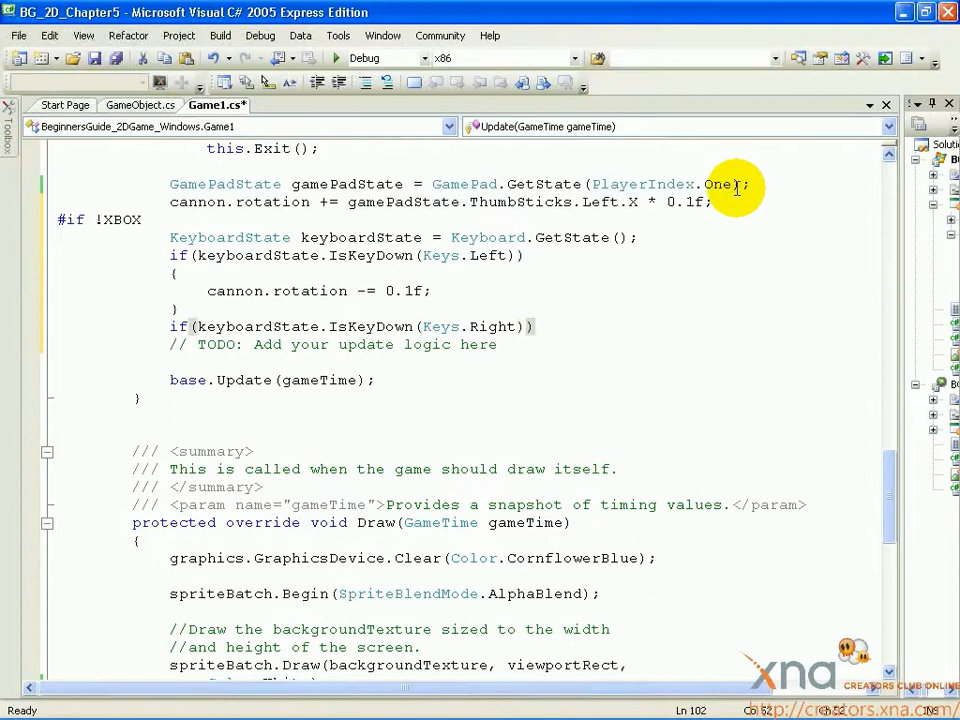 BG_2D_Chapter5 - Microsoft Visual C# 2005 Express Edition
File Edit View Refactor Project Build Debug Data Tools Window Community Help
Debug x86
Start Page GameObject.cs Game1.cs*
BeginnersGuide_2DGame_Windows.Game1 Update(GameTime gameTime)
Toolbox
this.Exit();
GamePadState gamePadState = GamePad.GetState(PlayerIndex.One);
cannon.rotation += gamePadState.ThumbSticks.Left.X * 0.1f;
#if !XBOX
KeyboardState keyboardState = Keyboard.GetState();
if(keyboardState.IsKeyDown(Keys.Left))
{
cannon.rotation -= 0.1f;
}
if(keyboardState.IsKeyDown(Keys.Right))
// TODO: Add your update logic here
base.Update(gameTime);
}
/// <summary>
/// This is called when the game should draw itself.
/// </summary>
/// <param name="gameTime">Provides a snapshot of timing values.</param>
protected override void Draw(GameTime gameTime)
{
graphics.GraphicsDevice.Clear(Color.CornflowerBlue);
spriteBatch.Begin(SpriteBlendMode.AlphaBlend);
//Draw the backgroundTexture sized to the width
//and height of the screen.
spriteBatch.Draw(backgroundTexture, viewportRect,
xna CREATORS CLUB ONLINE
http://creators.xna.com/
Ready Ln 102